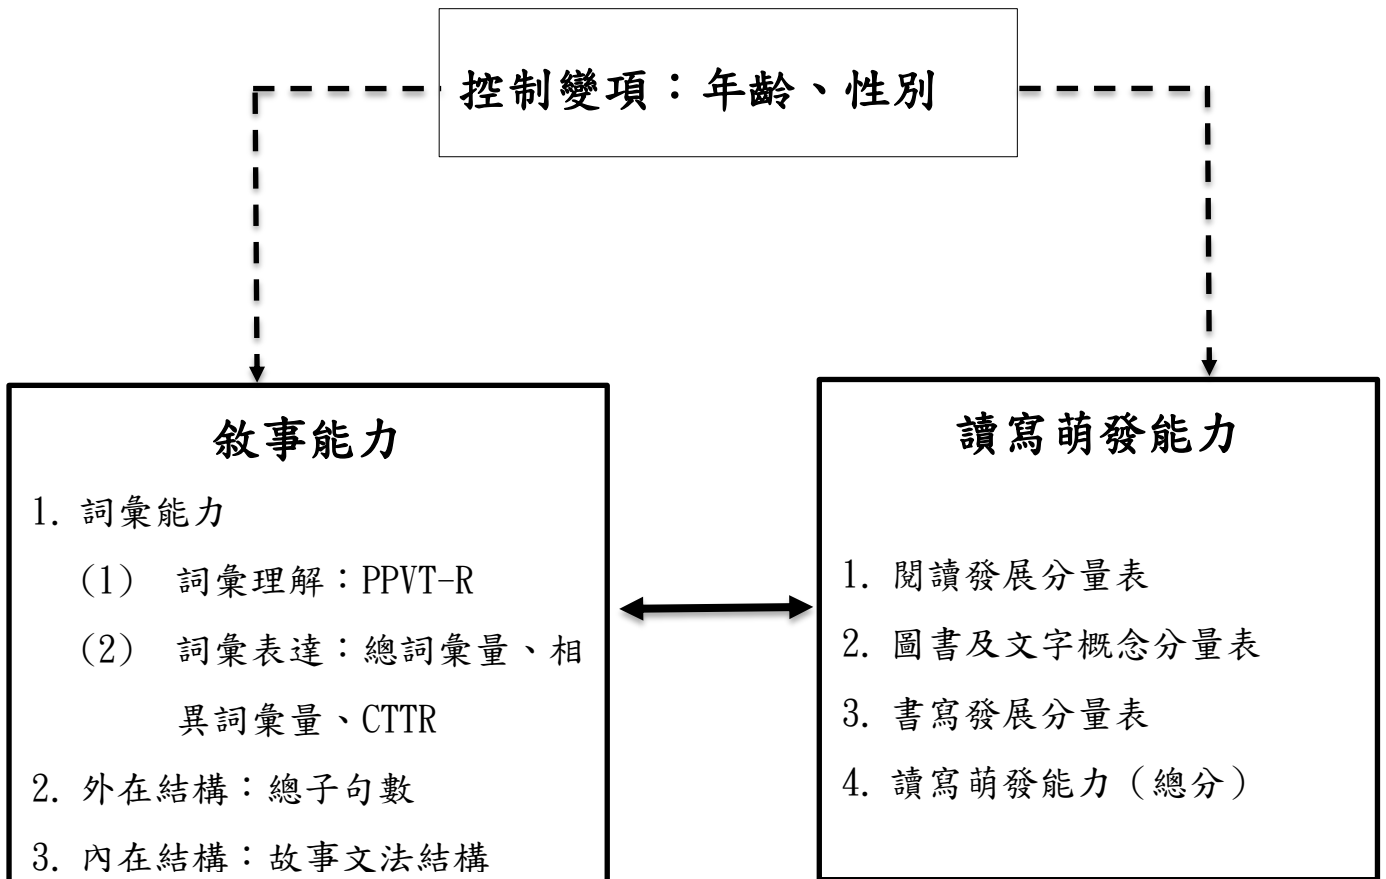 控制變項：年齡、性別
敘事能力
1. 詞彙能力
(1) 詞彙理解：PPVT-R
(2) 詞彙表達：總詞彙量、相
異詞彙量、CTTR
2. 外在結構：總子句數
3. 內在結構：故事文法結構
讀寫萌發能力
1. 閱讀發展分量表
2. 圖書及文字概念分量表
3. 書寫發展分量表
4. 讀寫萌發能力（總分）